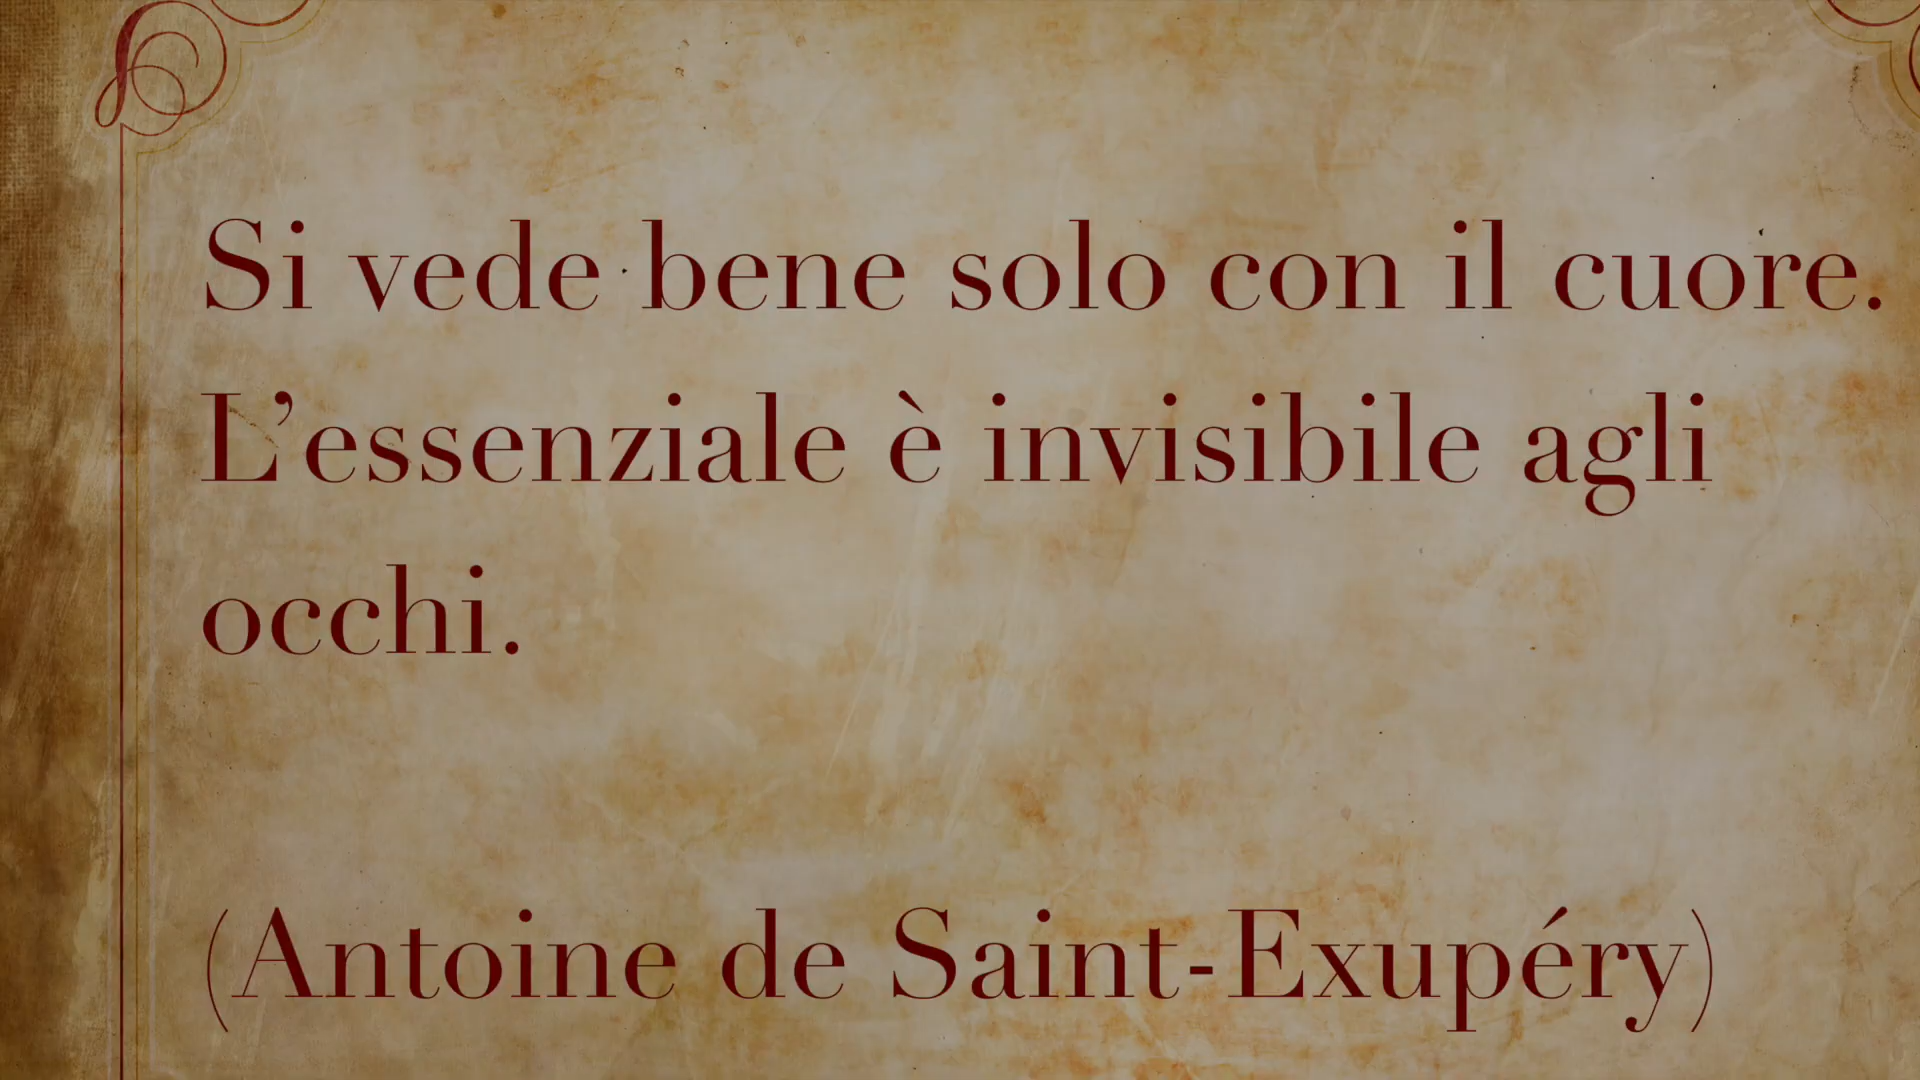 Si vede bene solo con il cuore.
L’essenziale è invisibile agli
occhi.
(Antoine de Saint-Exupéry)